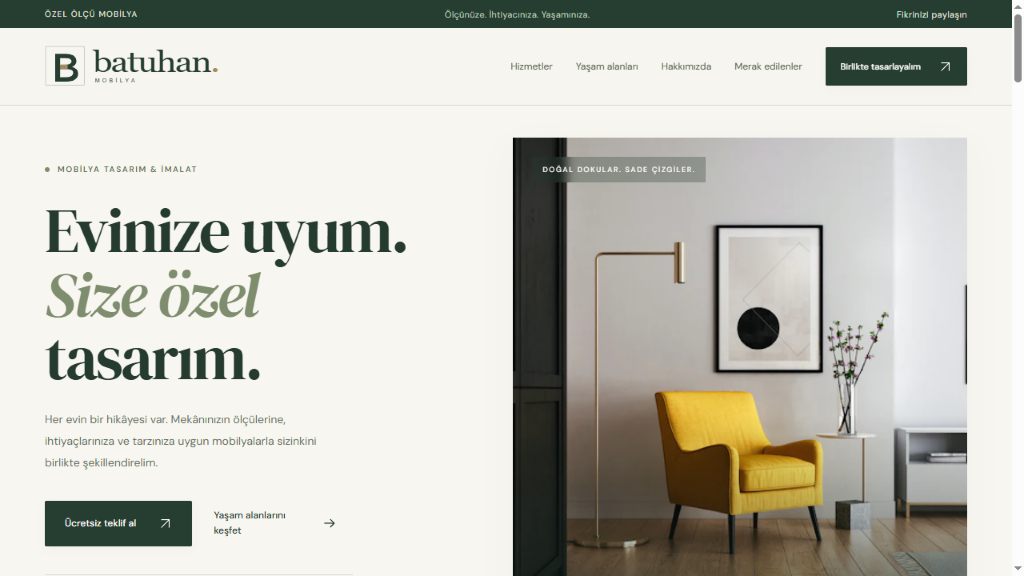 ÖZEL ÖLÇÜ MOBİLYA
Ölçünüze. İhtiyacınıza. Yaşamınıza.
Fikrinizi paylaşın
B batuhan.
MOBİLYA
Hizmetler
Yaşam alanları
Hakkımızda
Merak edilenler
Birlikte tasarlayalım
MOBİLYA TASARIM & İMALAT
Evinize uyum.
Size özel
tasarım.
Her evin bir hikâyesi var. Mekânınızın ölçülerine,
ihtiyaçlarınıza ve tarzınıza uygun mobilyalarla sizinkini
birlikte şekillendirelim.
Ücretsiz teklif al
Yaşam alanlarını
keşfet
DOĞAL DOKULAR. SADE ÇİZGİLER.